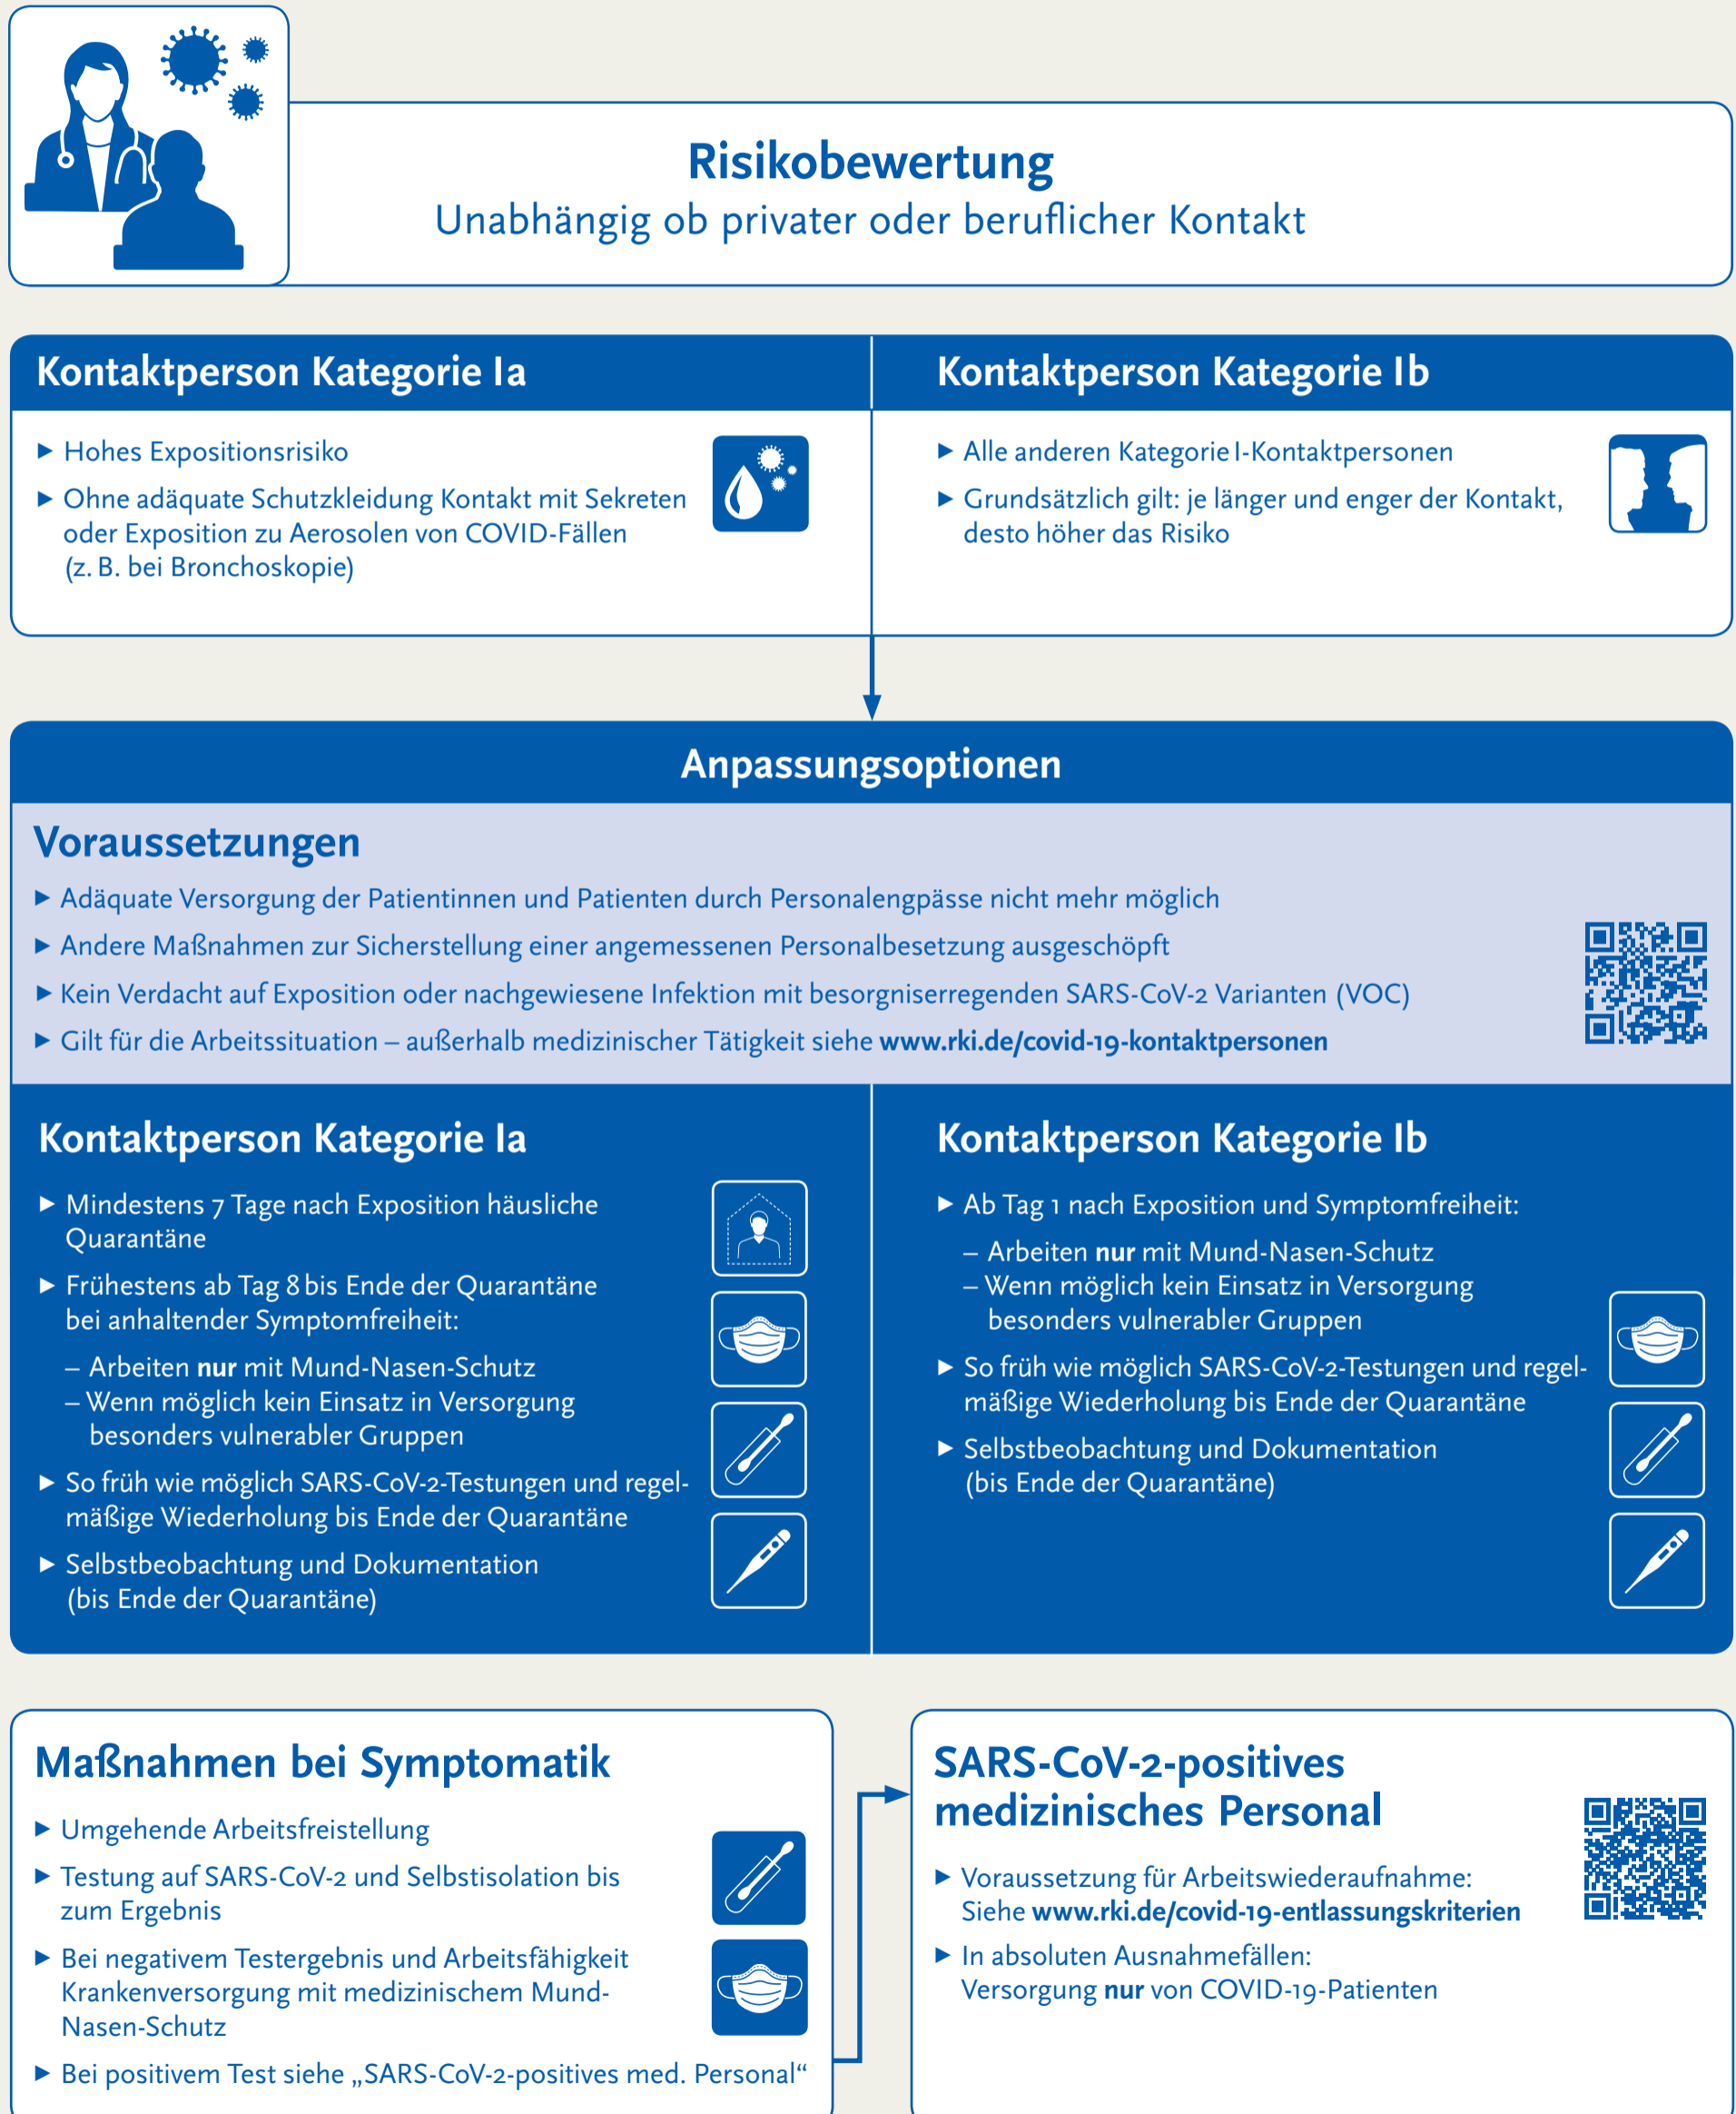 Risikobewertung
Unabhängig ob privater oder beruflicher Kontakt
Kontaktperson Kategorie Ia
► Hohes Expositionsrisiko
► Ohne adäquate Schutzkleidung Kontakt mit Sekreten
oder Exposition zu Aerosolen von COVID-Fällen
(z. B. bei Bronchoskopie)
Kontaktperson Kategorie Ib
► Alle anderen Kategorie I-Kontaktpersonen
► Grundsätzlich gilt: je länger und enger der Kontakt,
desto höher das Risiko
Anpassungsoptionen
Voraussetzungen
► Adäquate Versorgung der Patientinnen und Patienten durch Personalengpässe nicht mehr möglich
► Andere Maßnahmen zur Sicherstellung einer angemessenen Personalbesetzung ausgeschöpft
► Kein Verdacht auf Exposition oder nachgewiesene Infektion mit besorgniserregenden SARS-CoV-2 Varianten (VOC)
► Gilt für die Arbeitssituation – außerhalb medizinischer Tätigkeit siehe www.rki.de/covid-19-kontaktpersonen
Kontaktperson Kategorie Ia
► Mindestens 7 Tage nach Exposition häusliche
Quarantäne
► Frühestens ab Tag 8 bis Ende der Quarantäne
bei anhaltender Symptomfreiheit:
– Arbeiten nur mit Mund-Nasen-Schutz
– Wenn möglich kein Einsatz in Versorgung
besonders vulnerabler Gruppen
► So früh wie möglich SARS-CoV-2-Testungen und regel-
mäßige Wiederholung bis Ende der Quarantäne
► Selbstbeobachtung und Dokumentation
(bis Ende der Quarantäne)
Kontaktperson Kategorie Ib
► Ab Tag 1 nach Exposition und Symptomfreiheit:
– Arbeiten nur mit Mund-Nasen-Schutz
– Wenn möglich kein Einsatz in Versorgung
besonders vulnerabler Gruppen
► So früh wie möglich SARS-CoV-2-Testungen und regel-
mäßige Wiederholung bis Ende der Quarantäne
► Selbstbeobachtung und Dokumentation
(bis Ende der Quarantäne)
Maßnahmen bei Symptomatik
► Umgehende Arbeitsfreistellung
► Testung auf SARS-CoV-2 und Selbstisolation bis
zum Ergebnis
► Bei negativem Testergebnis und Arbeitsfähigkeit
Krankenversorgung mit medizinischem Mund-
Nasen-Schutz
► Bei positivem Test siehe „SARS-CoV-2-positives med. Personal“
SARS-CoV-2-positives
medizinisches Personal
► Voraussetzung für Arbeitswiederaufnahme:
Siehe www.rki.de/covid-19-entlassungskriterien
► In absoluten Ausnahmefällen:
Versorgung nur von COVID-19-Patienten